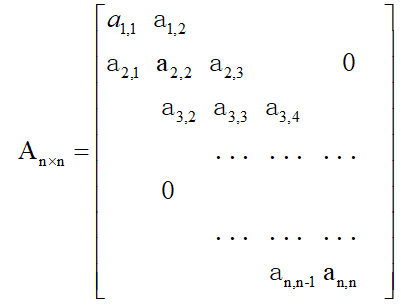 a1,1 a1,2
a2,1 a2,2 a2,3 0
a3,2 a3,3 a3,4
An×n = ... ... ...
0
... ... ...
an,n-1 an,n